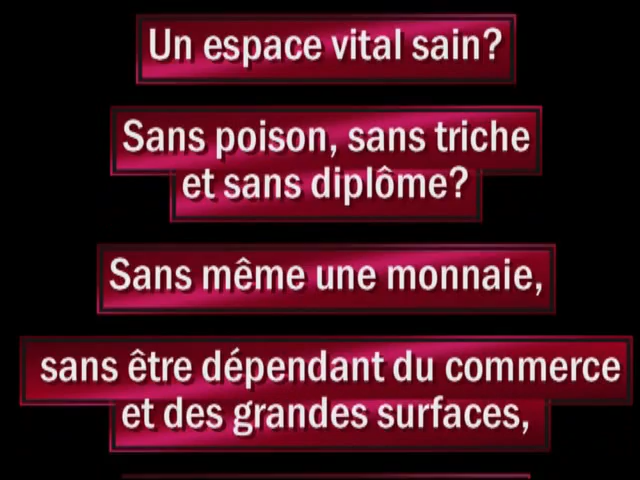 Un espace vital sain?
Sans poison, sans triche
et sans diplôme?
Sans même une monnaie,
sans être dépendant du commerce
et des grandes surfaces,